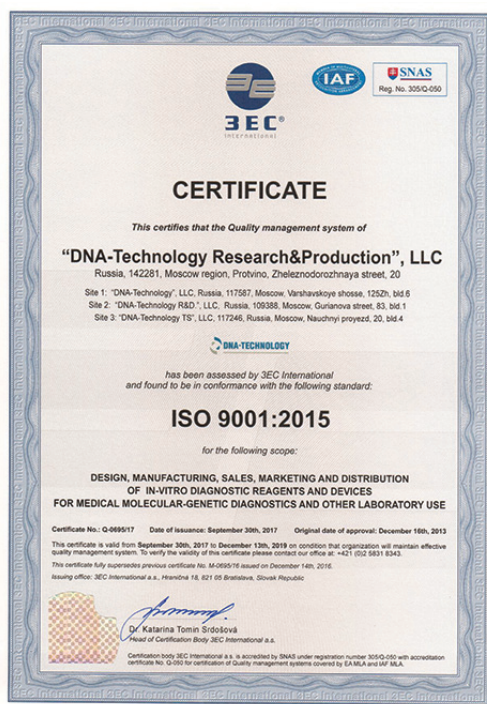 3EC®
International
IAF
SNAS
Reg. No. 305/Q-050
CERTIFICATE
This certifies that the Quality management system of
“DNA-Technology Research&Production”, LLC
Russia, 142281, Moscow region, Protvino, Zheleznodorozhnaya street, 20
Site 1: “DNA-Technology”, LLC, Russia, 117587, Moscow, Varshavskoye shosse, 125Zh, bld.6
Site 2: “DNA-Technology R&D.”, LLC, Russia, 109388, Moscow, Gurianova street, 83, bld.1
Site 3: “DNA-Technology TS”, LLC, 117246, Russia, Moscow, Nauchnyi proyezd, 20, bld.4
DNA-TECHNOLOGY
has been assessed by 3EC International
and found to be in conformance with the following standard:
ISO 9001:2015
for the following scope:
DESIGN, MANUFACTURING, SALES, MARKETING AND DISTRIBUTION
OF IN-VITRO DIAGNOSTIC REAGENTS AND DEVICES
FOR MEDICAL MOLECULAR-GENETIC DIAGNOSTICS AND OTHER LABORATORY USE
Certificate No.: Q-0695/17 Date of issuance: September 30th, 2017 Original date of approval: December 16th, 2013
This certificate is valid from September 30th, 2017 to December 13th, 2019 on condition that organization will maintain effective
quality management system. To verify the validity of this certificate please contact our office at: +421 (0)2 5831 8343.
This certificate fully supersedes previous certificate No. M-0695/16 issued on December 14th, 2016.
Issuing office: 3EC International a.s., Hraničná 18, 821 05 Bratislava, Slovak Republic
Dr. Katarína Tomin Srdošová
Head of Certification Body 3EC International a.s.
Certification body 3EC International a.s. is accredited by SNAS under registration number 305/Q-050 with accreditation
certificate No. Q-050 for certification of Quality management systems covered by EA MLA and IAF MLA.